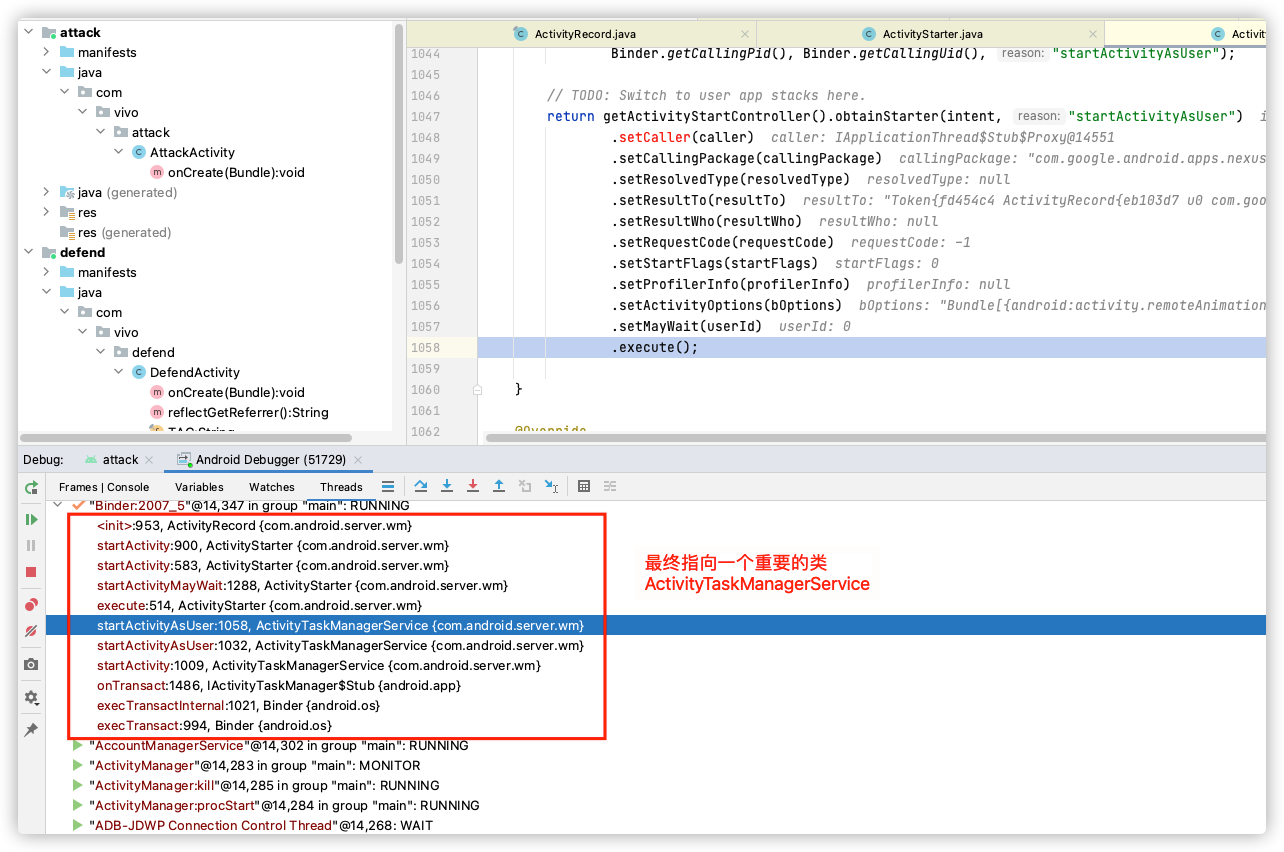 attack
manifests
java
com
vivo
attack
AttackActivity
onCreate(Bundle):void
java (generated)
res
res (generated)
defend
manifests
java
com
vivo
defend
DefendActivity
onCreate(Bundle):void
reflectGetReferrer():String
TAG:String
ActivityRecord.java
ActivityStarter.java
Activit
1044 Binder.getCallingPid(), Binder.getCallingUid(), reason: "startActivityAsUser");
1045
1046 // TODO: Switch to user app stacks here.
1047 return getActivityStartController().obtainStarter(intent, reason: "startActivityAsUser") i
1048 .setCaller(caller) caller: IApplicationThread$Stub$Proxy@14551
1049 .setCallingPackage(callingPackage) callingPackage: "com.google.android.apps.nexus
1050 .setResolvedType(resolvedType) resolvedType: null
1051 .setResultTo(resultTo) resultTo: "Token{fd454c4 ActivityRecord{eb103d7 u0 com.goo
1052 .setResultWho(resultWho) resultWho: null
1053 .setRequestCode(requestCode) requestCode: -1
1054 .setStartFlags(startFlags) startFlags: 0
1055 .setProfilerInfo(profilerInfo) profilerInfo: null
1056 .setActivityOptions(bOptions) bOptions: "Bundle[{android:activity.remoteAnimation
1057 .setMayWait(userId) userId: 0
1058 .execute();
1059
1060 }
1061
1062 @Override
Debug: attack Android Debugger (51729)
Frames | Console Variables Watches Threads
"Binder:2007_5"@14,347 in group "main": RUNNING
<init>:953, ActivityRecord {com.android.server.wm}
startActivity:900, ActivityStarter {com.android.server.wm}
startActivity:583, ActivityStarter {com.android.server.wm}
startActivityMayWait:1288, ActivityStarter {com.android.server.wm}
execute:514, ActivityStarter {com.android.server.wm}
startActivityAsUser:1058, ActivityTaskManagerService {com.android.server.wm}
startActivityAsUser:1032, ActivityTaskManagerService {com.android.server.wm}
startActivity:1009, ActivityTaskManagerService {com.android.server.wm}
onTransact:1486, IActivityTaskManager$Stub {android.app}
execTransactInternal:1021, Binder {android.os}
execTransact:994, Binder {android.os}
"AccountManagerService"@14,302 in group "main": RUNNING
"ActivityManager"@14,283 in group "main": MONITOR
"ActivityManager:kill"@14,285 in group "main": RUNNING
"ActivityManager:procStart"@14,284 in group "main": RUNNING
"ADB-JDWP Connection Control Thread"@14,268: WAIT
最终指向一个重要的类
ActivityTaskManagerService